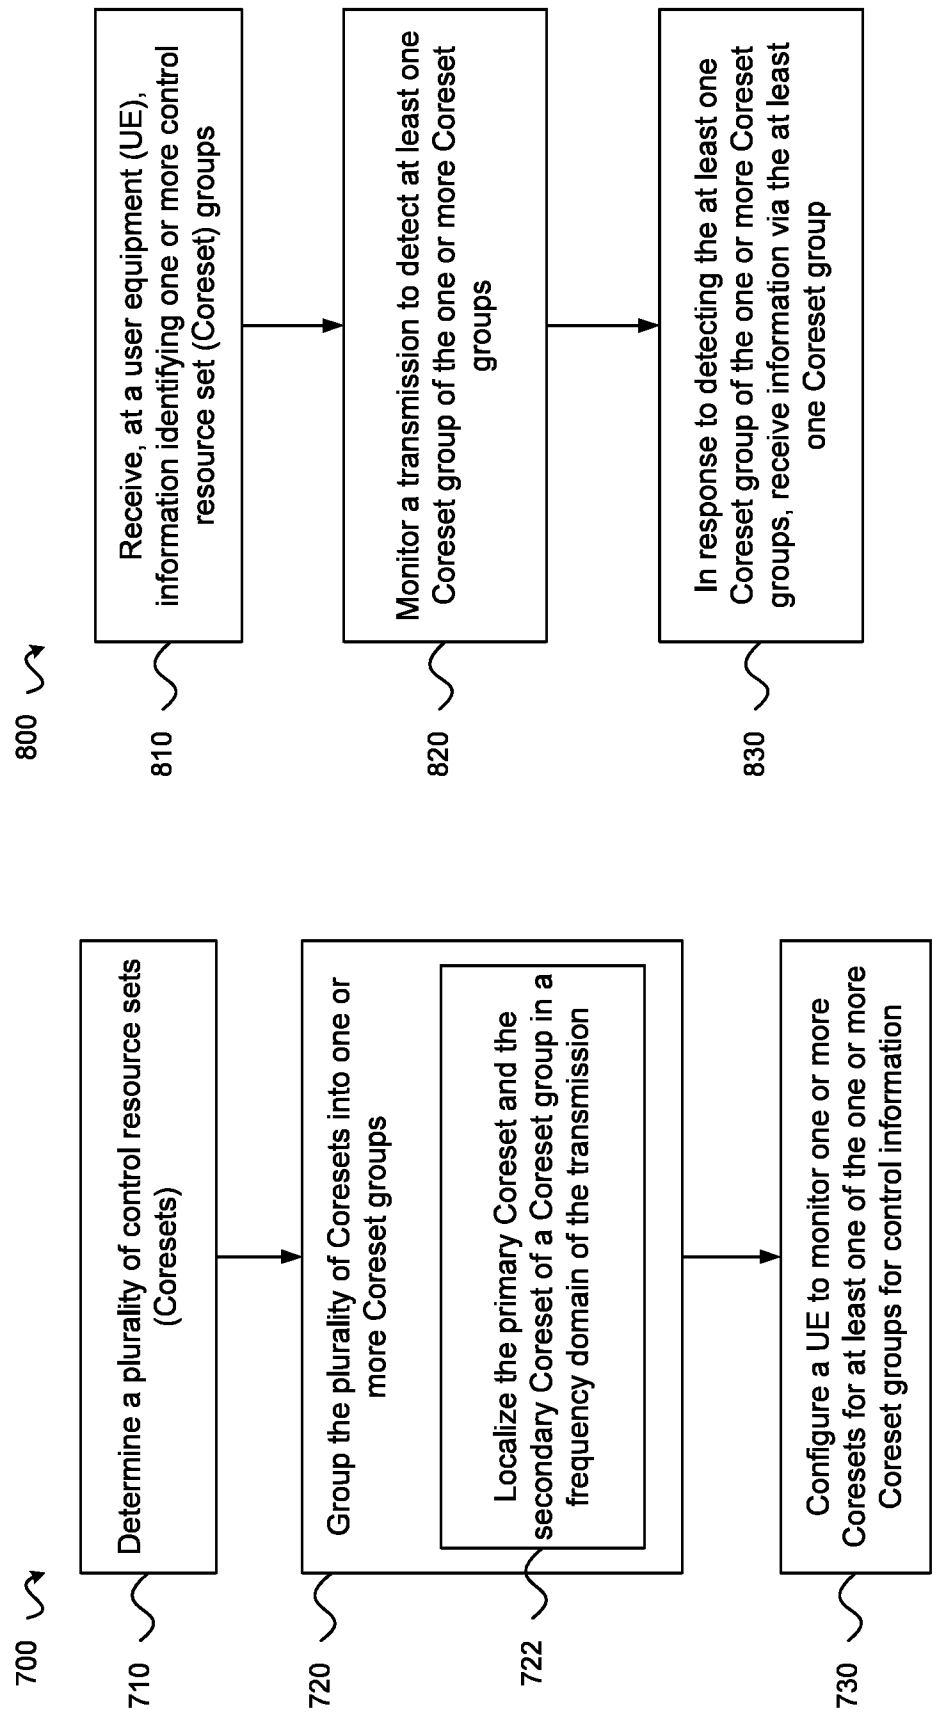 700
710
Determine a plurality of control resource sets
(Coresets)
720
Group the plurality of Coresets into one or
more Coreset groups
722
Localize the primary Coreset and the
secondary Coreset of a Coreset group in a
frequency domain of the transmission
730
Configure a UE to monitor one or more
Coresets for at least one of the one or more
Coreset groups for control information
800
810
Receive, at a user equipment (UE),
information identifying one or more control
resource set (Coreset) groups
820
Monitor a transmission to detect at least one
Coreset group of the one or more Coreset
groups
830
In response to detecting the at least one
Coreset group of the one or more Coreset
groups, receive information via the at least
one Coreset group